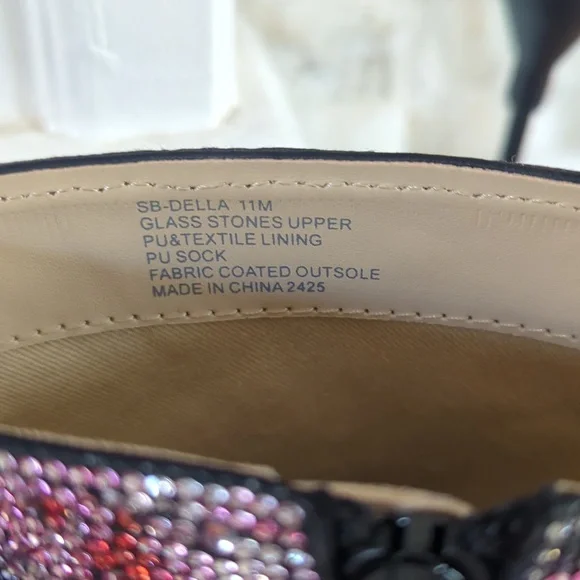 SB-DELLA 11M
GLASS STONES UPPER
PU&TEXTILE LINING
PU SOCK
FABRIC COATED OUTSOLE
MADE IN CHINA 2425